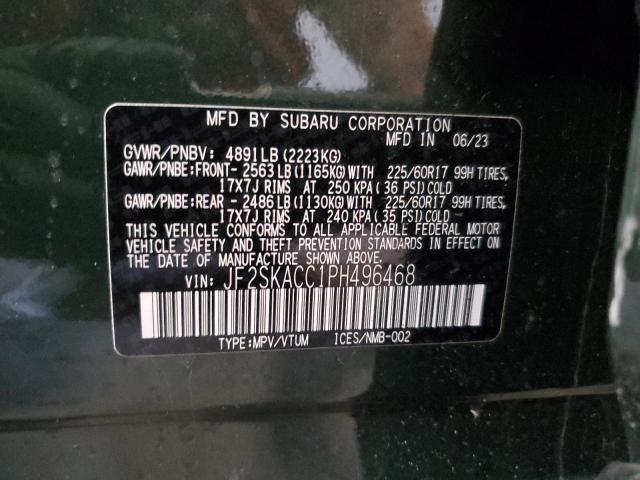 MFD BY SUBARU CORPORATION
MFD IN 06/23
GVWR/PNBV: 4891LB(2223KG)
GAWR/PNBE:FRONT- 2563LB(1165KG)WITH 225/60R17 99H TIRES,
17X7J RIMS AT 250 KPA(36 PSI)COLD
GAWR/PNBE:REAR - 2486LB(1130KG)WITH 225/60R17 99H TIRES,
17X7J RIMS AT 240 KPA(35 PSI)COLD
THIS VEHICLE CONFORMS TO ALL APPLICABLE FEDERAL MOTOR
VEHICLE SAFETY AND THEFT PREVENTION STANDARDS IN EFFECT ON
THE DATE OF MANUFACTURE SHOWN ABOVE.
VIN: JF2SKACC1PH496468
TYPE:MPV/VTUM ICES/NMB-002